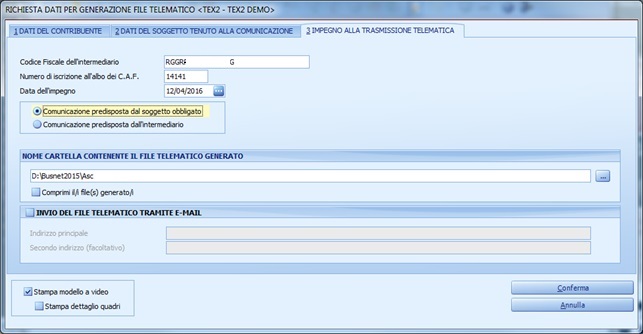 RICHIESTA DATI PER GENERAZIONE FILE TELEMATICO <TEX2 - TEX2 DEMO>
1 DATI DEL CONTRIBUENTE 2 DATI DEL SOGGETTO TENUTO ALLA COMUNICAZIONE 3 IMPEGNO ALLA TRASMISSIONE TELEMATICA
Codice Fiscale dell'intermediario RGGR G
Numero di iscrizione all'albo dei C.A.F. 14141
Data dell'impegno 12/04/2016 ...
Comunicazione predisposta dal soggetto obbligato
Comunicazione predisposta dall'intermediario
NOME CARTELLA CONTENENTE IL FILE TELEMATICO GENERATO
D:\Busnet2015\Asc ...
Comprimi il/i file(s) generato/i
INVIO DEL FILE TELEMATICO TRAMITE E-MAIL
Indirizzo principale
Secondo indirizzo (facoltativo)
Stampa modello a video
Conferma
Stampa dettaglio quadri
Annulla